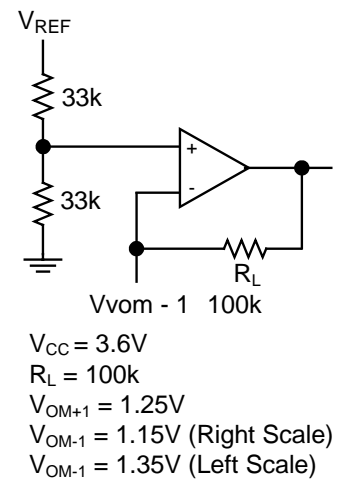 VREF
33k
+
33k
-
RL
Vvom - 1 100k
VCC = 3.6V
RL = 100k
VOM+1 = 1.25V
VOM-1 = 1.15V (Right Scale)
VOM-1 = 1.35V (Left Scale)